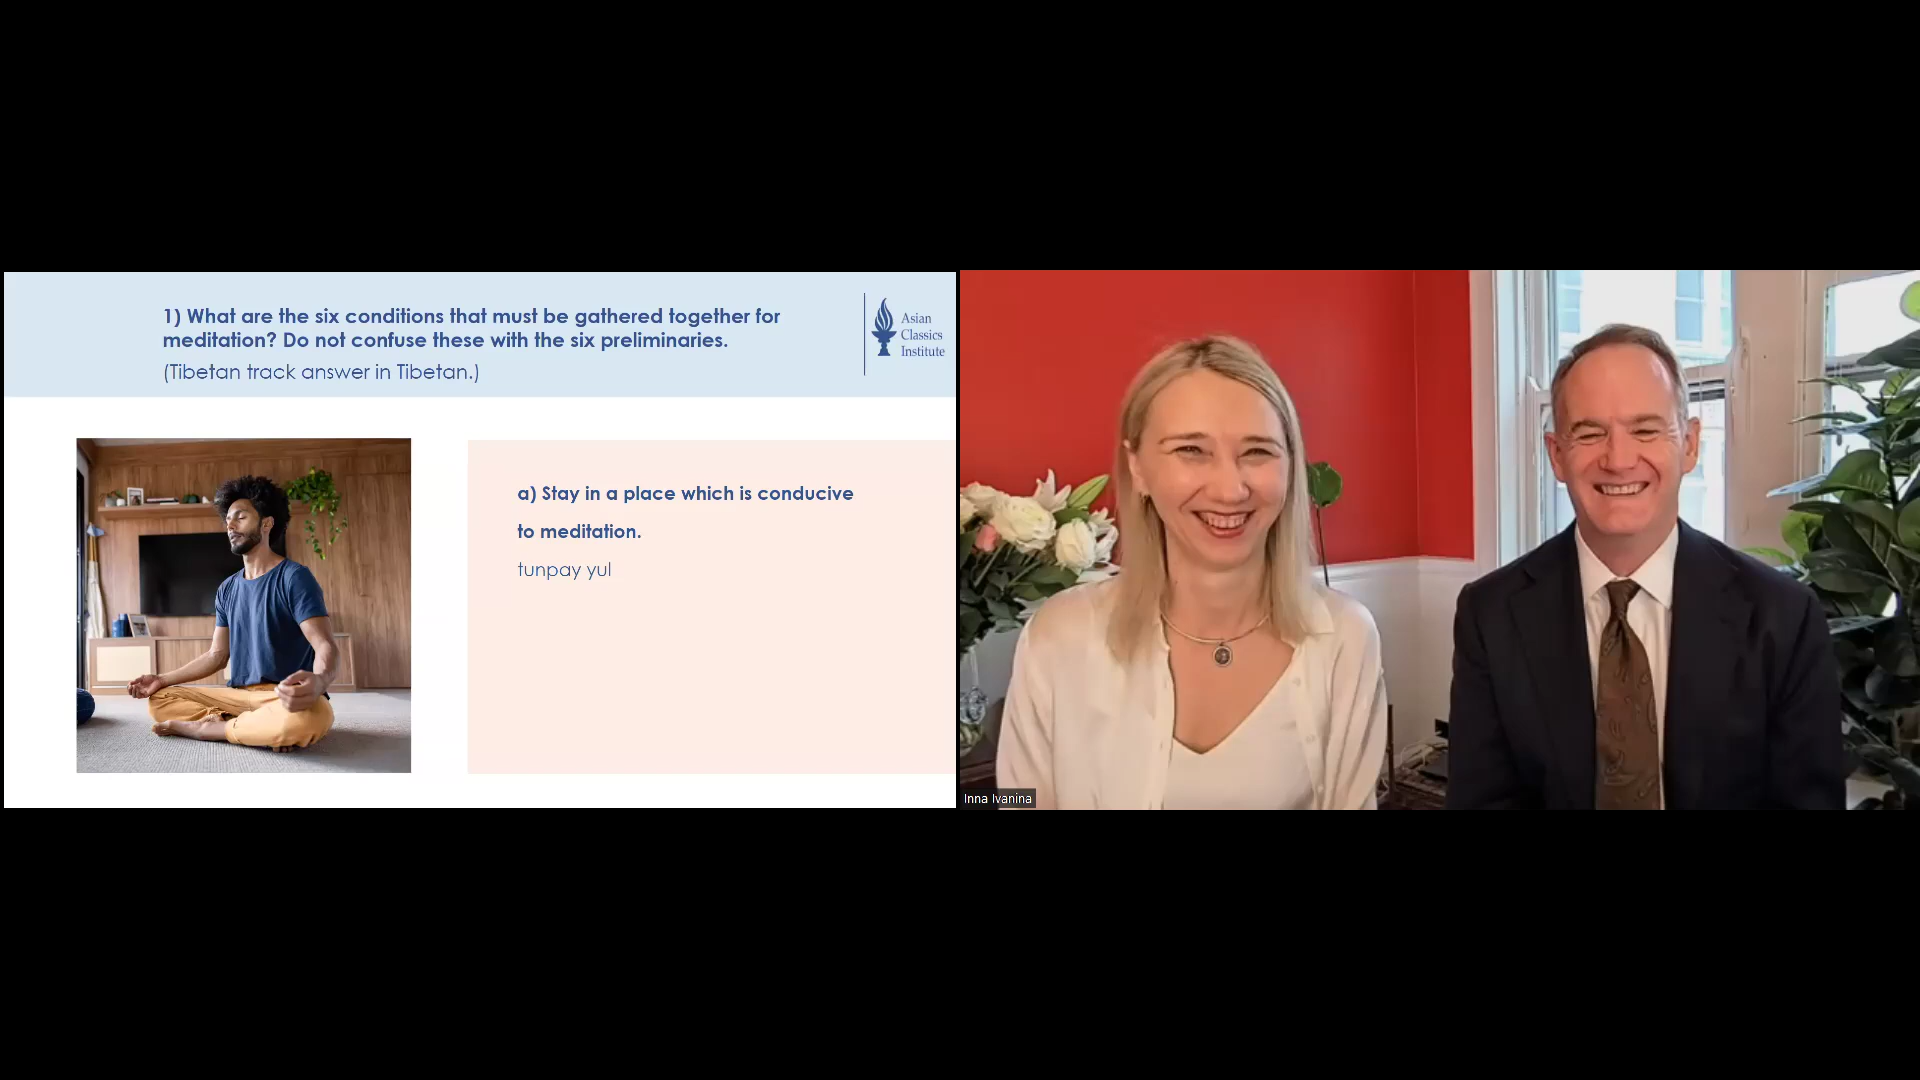 1) What are the six conditions that must be gathered together for
meditation? Do not confuse these with the six preliminaries.
(Tibetan track answer in Tibetan.)
Asian
Classics
Institute
a) Stay in a place which is conducive
to meditation.
tunpay yul
Inna Ivanina